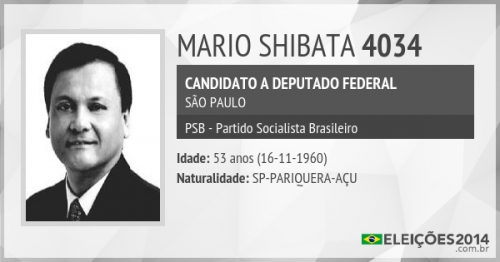 MARIO SHIBATA 4034
CANDIDATO A DEPUTADO FEDERAL
SÃO PAULO
PSB - Partido Socialista Brasileiro
Idade: 53 anos (16-11-1960)
Naturalidade: SP-PARIQUERA-AÇU
ELEIÇÕES2014
.com.br